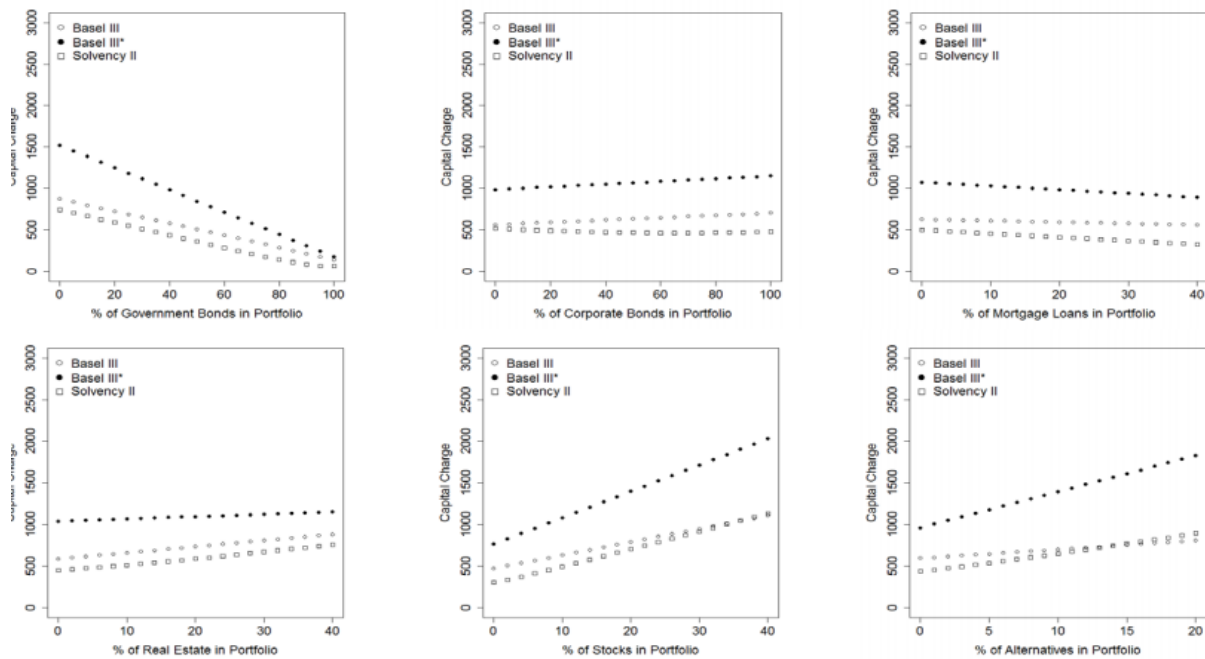 Basel III
Basel III*
Solvency II
Capital Charge
3000
2500
2000
1500
1000
500
0
0 20 40 60 80 100
% of Government Bonds in Portfolio
Basel III
Basel III*
Solvency II
Capital Charge
3000
2500
2000
1500
1000
500
0
0 20 40 60 80 100
% of Corporate Bonds in Portfolio
Basel III
Basel III*
Solvency II
Capital Charge
3000
2500
2000
1500
1000
500
0
0 10 20 30 40
% of Mortgage Loans in Portfolio
Basel III
Basel III*
Solvency II
Capital Charge
3000
2500
2000
1500
1000
500
0
0 10 20 30 40
% of Real Estate in Portfolio
Basel III
Basel III*
Solvency II
Capital Charge
3000
2500
2000
1500
1000
500
0
0 10 20 30 40
% of Stocks in Portfolio
Basel III
Basel III*
Solvency II
Capital Charge
3000
2500
2000
1500
1000
500
0
0 5 10 15 20
% of Alternatives in Portfolio